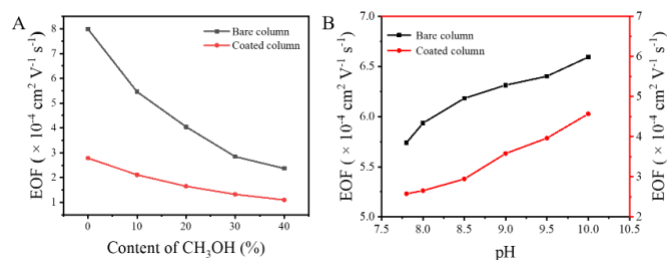 A
EOF ( × 10⁻⁴ cm² V⁻¹ s⁻¹)
8
7
6
5
4
3
2
1
Bare column
Coated column
0 10 20 30 40
Content of CH₃OH (%)
B
EOF ( × 10⁻⁴ cm² V⁻¹ s⁻¹)
7.0
6.5
6.0
5.5
5.0
Bare column
Coated column
7.5 8.0 8.5 9.0 9.5 10.0 10.5
pH
7
6
5
4
3
2
EOF ( × 10⁻⁴ cm² V⁻¹ s⁻¹)